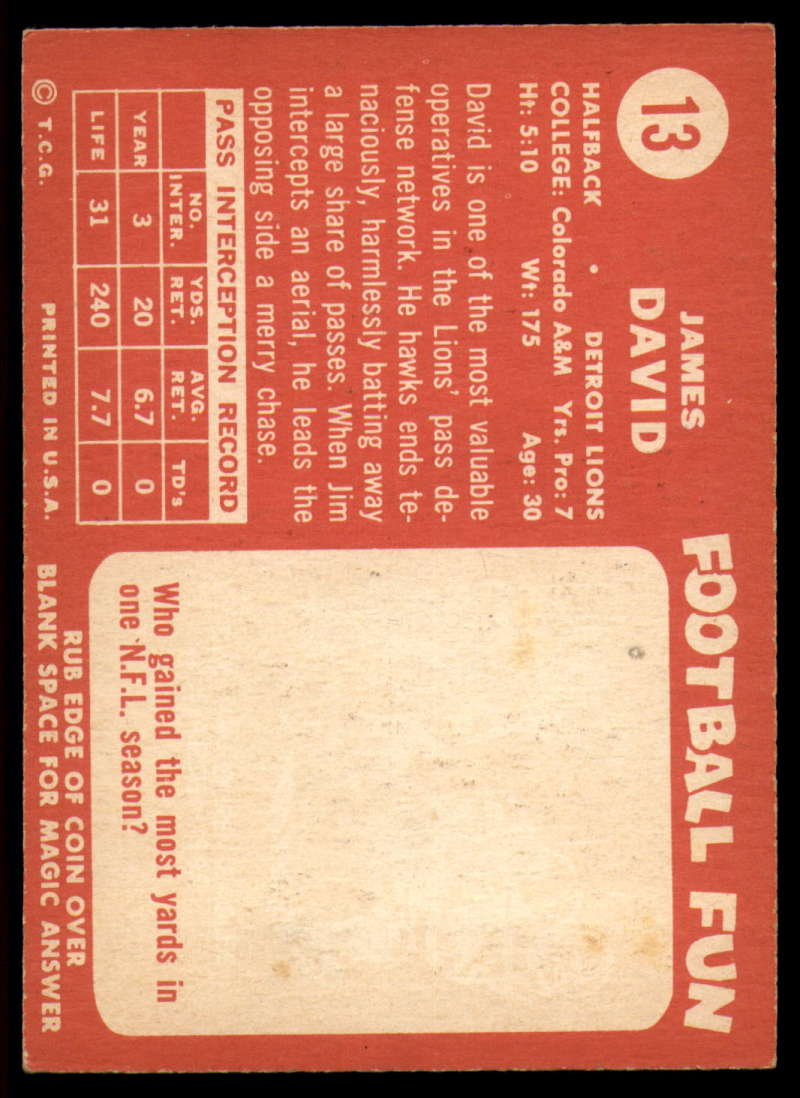 13
JAMES
DAVID
HALFBACK • DETROIT LIONS
COLLEGE: Colorado A&M Yrs. Pro: 7
Ht: 5:10 Wt: 175 Age: 30
David is one of the most valuable
operatives in the Lions' pass de-
fense network. He hawks ends te-
naciously, harmlessly batting away
a large share of passes. When Jim
intercepts an aerial, he leads the
opposing side a merry chase.
PASS INTERCEPTION RECORD
NO. INTER. YDS. RET. AVG. RET. TD's
YEAR 3 20 6.7 0
LIFE 31 240 7.7 0
© T.C.G. PRINTED IN U.S.A.
FOOTBALL FUN
Who gained the most yards in
one N.F.L. season?
RUB EDGE OF COIN OVER
BLANK SPACE FOR MAGIC ANSWER